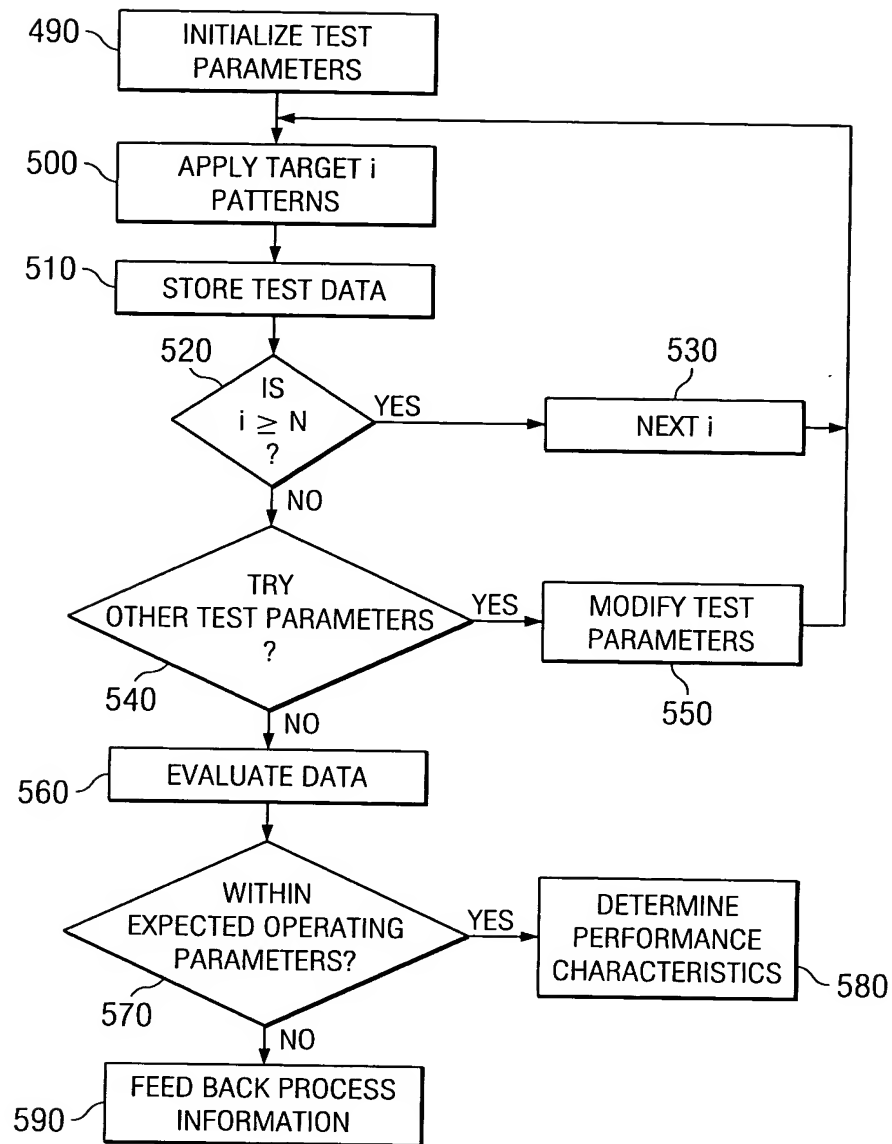 490
INITIALIZE TEST
PARAMETERS
500
APPLY TARGET i
PATTERNS
510
STORE TEST DATA
520
IS
i ≥ N
?
YES
530
NEXT i
NO
TRY
OTHER TEST PARAMETERS
?
YES
MODIFY TEST
PARAMETERS
540
550
NO
560
EVALUATE DATA
WITHIN
EXPECTED OPERATING
PARAMETERS?
YES
DETERMINE
PERFORMANCE
CHARACTERISTICS
570
580
NO
590
FEED BACK PROCESS
INFORMATION